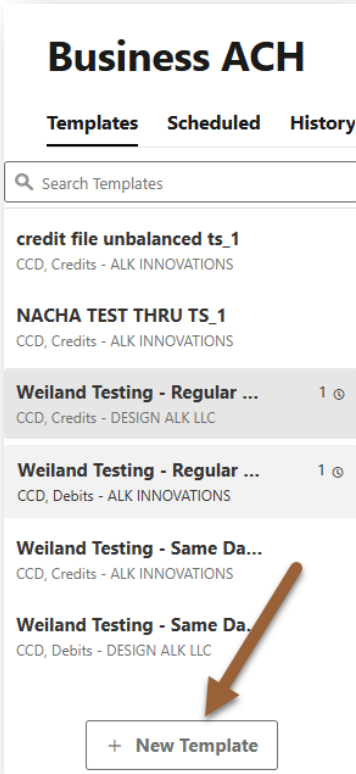 Business ACH
Templates Scheduled History
Search Templates
credit file unbalanced ts_1
CCD, Credits - ALK INNOVATIONS
NACHA TEST THRU TS_1
CCD, Credits - ALK INNOVATIONS
Weiland Testing - Regular ... 1
CCD, Credits - DESIGN ALK LLC
Weiland Testing - Regular ... 1
CCD, Debits - ALK INNOVATIONS
Weiland Testing - Same Da...
CCD, Credits - ALK INNOVATIONS
Weiland Testing - Same Da.
CCD, Debits - DESIGN ALK LLC
+ New Template